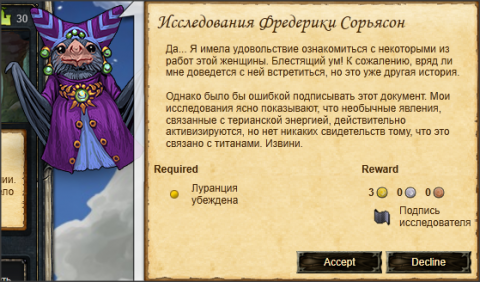 30
Исследования Фредерики Сорьясон
Да... Я имела удовольствие ознакомиться с некоторыми из
работ этой женщины. Блестящий ум! К сожалению, вряд ли
мне доведется с ней встретиться, но это уже другая история.
Однако было бы ошибкой подписывать этот документ. Мои
исследования ясно показывают, что необычные явления,
связанные с терианской энергией, действительно
активизируются, но нет никаких свидетельств тому, что это
связано с титанами. Извини.
Required
Reward
Луранция
убеждена
3 0 0
Подпись
исследователя
ии.
ло
ть
Accept
Decline